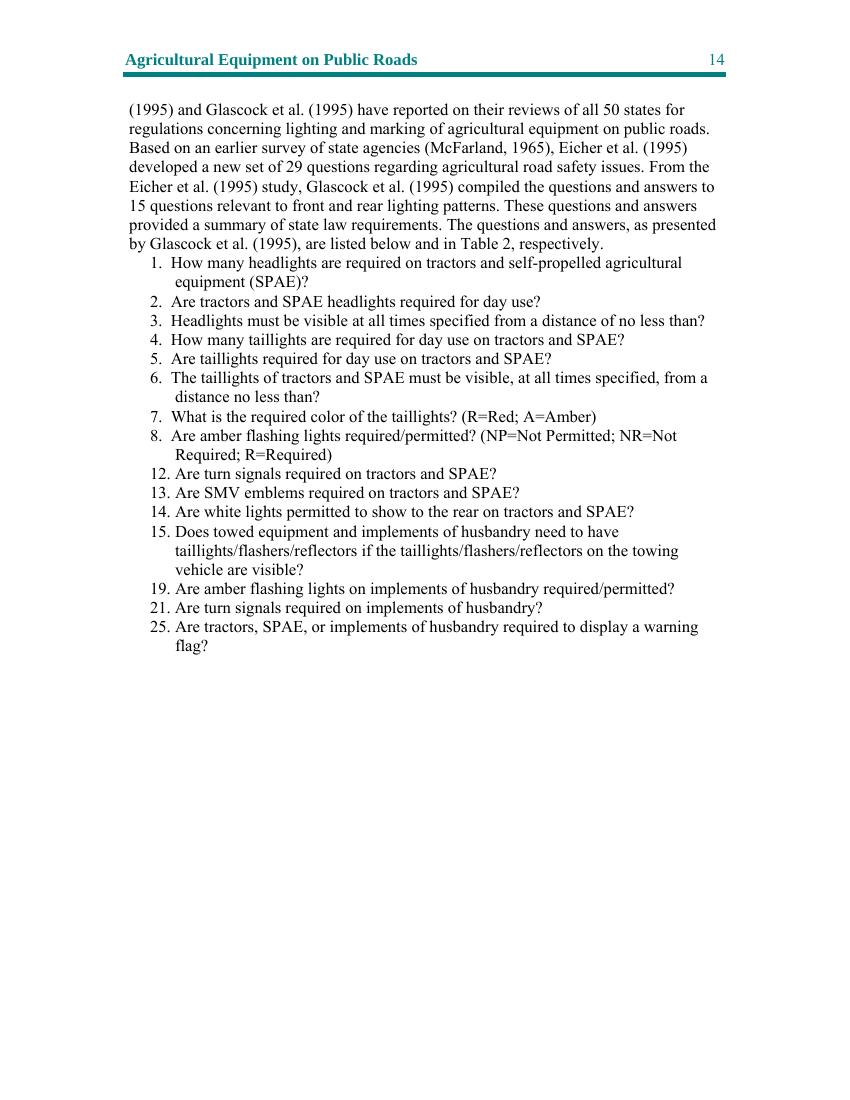 Agricultural Equipment on Public Roads 14
(1995) and Glascock et al. (1995) have reported on their reviews of all 50 states for
regulations concerning lighting and marking of agricultural equipment on public roads.
Based on an earlier survey of state agencies (McFarland, 1965), Eicher et al. (1995)
developed a new set of 29 questions regarding agricultural road safety issues. From the
Eicher et al. (1995) study, Glascock et al. (1995) compiled the questions and answers to
15 questions relevant to front and rear lighting patterns. These questions and answers
provided a summary of state law requirements. The questions and answers, as presented
by Glascock et al. (1995), are listed below and in Table 2, respectively.
1. How many headlights are required on tractors and self-propelled agricultural
equipment (SPAE)?
2. Are tractors and SPAE headlights required for day use?
3. Headlights must be visible at all times specified from a distance of no less than?
4. How many taillights are required for day use on tractors and SPAE?
5. Are taillights required for day use on tractors and SPAE?
6. The taillights of tractors and SPAE must be visible, at all times specified, from a
distance no less than?
7. What is the required color of the taillights? (R=Red; A=Amber)
8. Are amber flashing lights required/permitted? (NP=Not Permitted; NR=Not
Required; R=Required)
12. Are turn signals required on tractors and SPAE?
13. Are SMV emblems required on tractors and SPAE?
14. Are white lights permitted to show to the rear on tractors and SPAE?
15. Does towed equipment and implements of husbandry need to have
taillights/flashers/reflectors if the taillights/flashers/reflectors on the towing
vehicle are visible?
19. Are amber flashing lights on implements of husbandry required/permitted?
21. Are turn signals required on implements of husbandry?
25. Are tractors, SPAE, or implements of husbandry required to display a warning
flag?